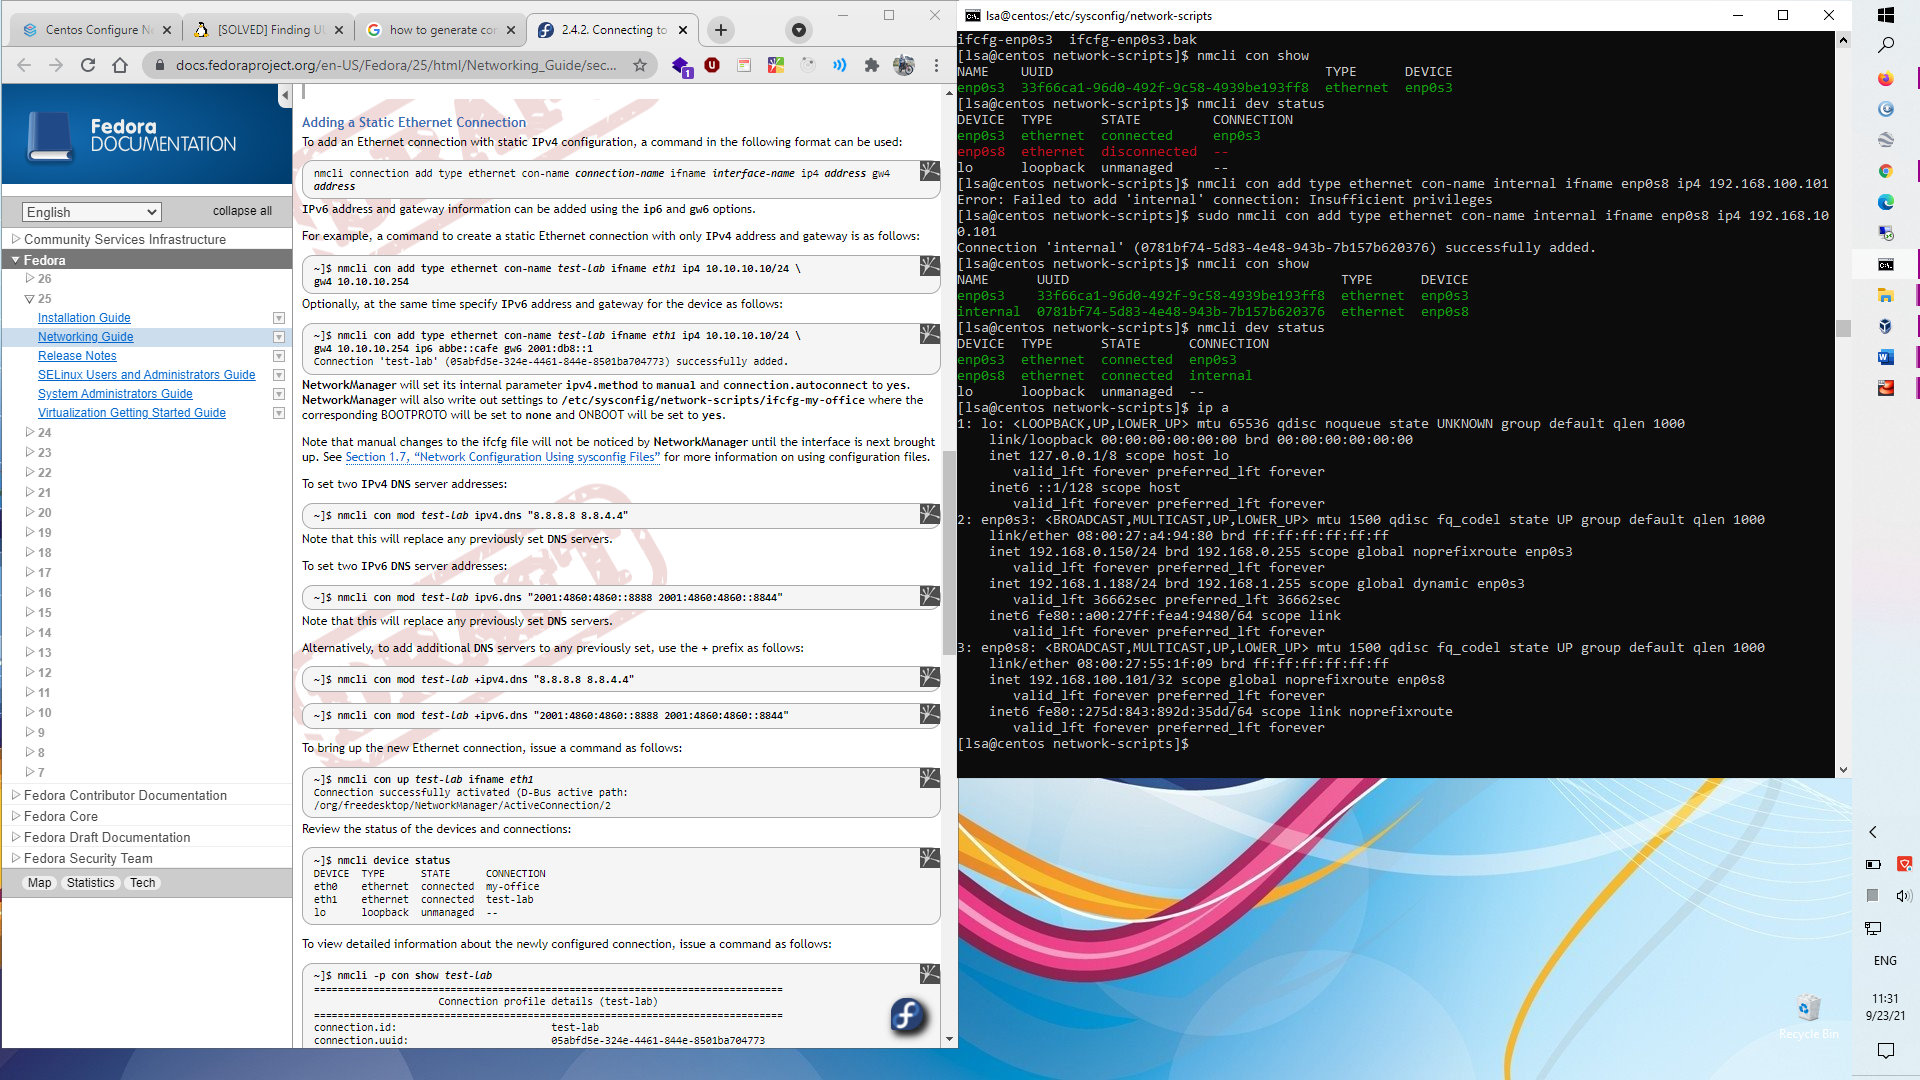 Centos Configure N
[SOLVED] Finding U
how to generate co
2.4.2. Connecting to
docs.fedoraproject.org/en-US/Fedora/25/html/Networking_Guide/sec...
1
Fedora
DOCUMENTATION
English
collapse all
Community Services Infrastructure
Fedora
26
25
Installation Guide
Networking Guide
Release Notes
SELinux Users and Administrators Guide
System Administrators Guide
Virtualization Getting Started Guide
24
23
22
21
20
19
18
17
16
15
14
13
12
11
10
9
8
7
Fedora Contributor Documentation
Fedora Core
Fedora Draft Documentation
Fedora Security Team
Map Statistics Tech
Adding a Static Ethernet Connection
To add an Ethernet connection with static IPv4 configuration, a command in the following format can be used:
nmcli connection add type ethernet con-name connection-name ifname interface-name ip4 address gw4
address
IPv6 address and gateway information can be added using the ip6 and gw6 options.
For example, a command to create a static Ethernet connection with only IPv4 address and gateway is as follows:
~]$ nmcli con add type ethernet con-name test-lab ifname eth1 ip4 10.10.10.10/24 \
gw4 10.10.10.254
Optionally, at the same time specify IPv6 address and gateway for the device as follows:
~]$ nmcli con add type ethernet con-name test-lab ifname eth1 ip4 10.10.10.10/24 \
gw4 10.10.10.254 ip6 abbe::cafe gw6 2001:db8::1
Connection 'test-lab' (05abfd5e-324e-4461-844e-8501ba704773) successfully added.
NetworkManager will set its internal parameter ipv4.method to manual and connection.autoconnect to yes.
NetworkManager will also write out settings to /etc/sysconfig/network-scripts/ifcfg-my-office where the
corresponding BOOTPROTO will be set to none and ONBOOT will be set to yes.
Note that manual changes to the ifcfg file will not be noticed by NetworkManager until the interface is next brought
up. See Section 1.7, “Network Configuration Using sysconfig Files” for more information on using configuration files.
To set two IPv4 DNS server addresses:
~]$ nmcli con mod test-lab ipv4.dns "8.8.8.8 8.8.4.4"
Note that this will replace any previously set DNS servers.
To set two IPv6 DNS server addresses:
~]$ nmcli con mod test-lab ipv6.dns "2001:4860:4860::8888 2001:4860:4860::8844"
Note that this will replace any previously set DNS servers.
Alternatively, to add additional DNS servers to any previously set, use the + prefix as follows:
~]$ nmcli con mod test-lab +ipv4.dns "8.8.8.8 8.8.4.4"
~]$ nmcli con mod test-lab +ipv6.dns "2001:4860:4860::8888 2001:4860:4860::8844"
To bring up the new Ethernet connection, issue a command as follows:
~]$ nmcli con up test-lab ifname eth1
Connection successfully activated (D-Bus active path:
/org/freedesktop/NetworkManager/ActiveConnection/2
Review the status of the devices and connections:
~]$ nmcli device status
DEVICE TYPE STATE CONNECTION
eth0 ethernet connected my-office
eth1 ethernet connected test-lab
lo loopback unmanaged --
To view detailed information about the newly configured connection, issue a command as follows:
~]$ nmcli -p con show test-lab
===============================================================================
Connection profile details (test-lab)
===============================================================================
connection.id: test-lab
connection.uuid: 05abfd5e-324e-4461-844e-8501ba704773
DRAFT
lsa@centos:/etc/sysconfig/network-scripts
ifcfg-enp0s3 ifcfg-enp0s3.bak
[lsa@centos network-scripts]$ nmcli con show
NAME UUID TYPE DEVICE
enp0s3 33f66ca1-96d0-492f-9c58-4939be193ff8 ethernet enp0s3
[lsa@centos network-scripts]$ nmcli dev status
DEVICE TYPE STATE CONNECTION
enp0s3 ethernet connected enp0s3
enp0s8 ethernet disconnected --
lo loopback unmanaged --
[lsa@centos network-scripts]$ nmcli con add type ethernet con-name internal ifname enp0s8 ip4 192.168.100.101
Error: Failed to add 'internal' connection: Insufficient privileges
[lsa@centos network-scripts]$ sudo nmcli con add type ethernet con-name internal ifname enp0s8 ip4 192.168.10
0.101
Connection 'internal' (0781bf74-5d83-4e48-943b-7b157b620376) successfully added.
[lsa@centos network-scripts]$ nmcli con show
NAME UUID TYPE DEVICE
enp0s3 33f66ca1-96d0-492f-9c58-4939be193ff8 ethernet enp0s3
internal 0781bf74-5d83-4e48-943b-7b157b620376 ethernet enp0s8
[lsa@centos network-scripts]$ nmcli dev status
DEVICE TYPE STATE CONNECTION
enp0s3 ethernet connected enp0s3
enp0s8 ethernet connected internal
lo loopback unmanaged --
[lsa@centos network-scripts]$ ip a
1: lo: <LOOPBACK,UP,LOWER_UP> mtu 65536 qdisc noqueue state UNKNOWN group default qlen 1000
link/loopback 00:00:00:00:00:00 brd 00:00:00:00:00:00
inet 127.0.0.1/8 scope host lo
valid_lft forever preferred_lft forever
inet6 ::1/128 scope host
valid_lft forever preferred_lft forever
2: enp0s3: <BROADCAST,MULTICAST,UP,LOWER_UP> mtu 1500 qdisc fq_codel state UP group default qlen 1000
link/ether 08:00:27:a4:94:80 brd ff:ff:ff:ff:ff:ff
inet 192.168.0.150/24 brd 192.168.0.255 scope global noprefixroute enp0s3
valid_lft forever preferred_lft forever
inet 192.168.1.188/24 brd 192.168.1.255 scope global dynamic enp0s3
valid_lft 36662sec preferred_lft 36662sec
inet6 fe80::a00:27ff:fea4:9480/64 scope link
valid_lft forever preferred_lft forever
3: enp0s8: <BROADCAST,MULTICAST,UP,LOWER_UP> mtu 1500 qdisc fq_codel state UP group default qlen 1000
link/ether 08:00:27:55:1f:09 brd ff:ff:ff:ff:ff:ff
inet 192.168.100.101/32 scope global noprefixroute enp0s8
valid_lft forever preferred_lft forever
inet6 fe80::275d:843:892d:35dd/64 scope link noprefixroute
valid_lft forever preferred_lft forever
[lsa@centos network-scripts]$
Recycle Bin
ENG
11:31
9/23/21